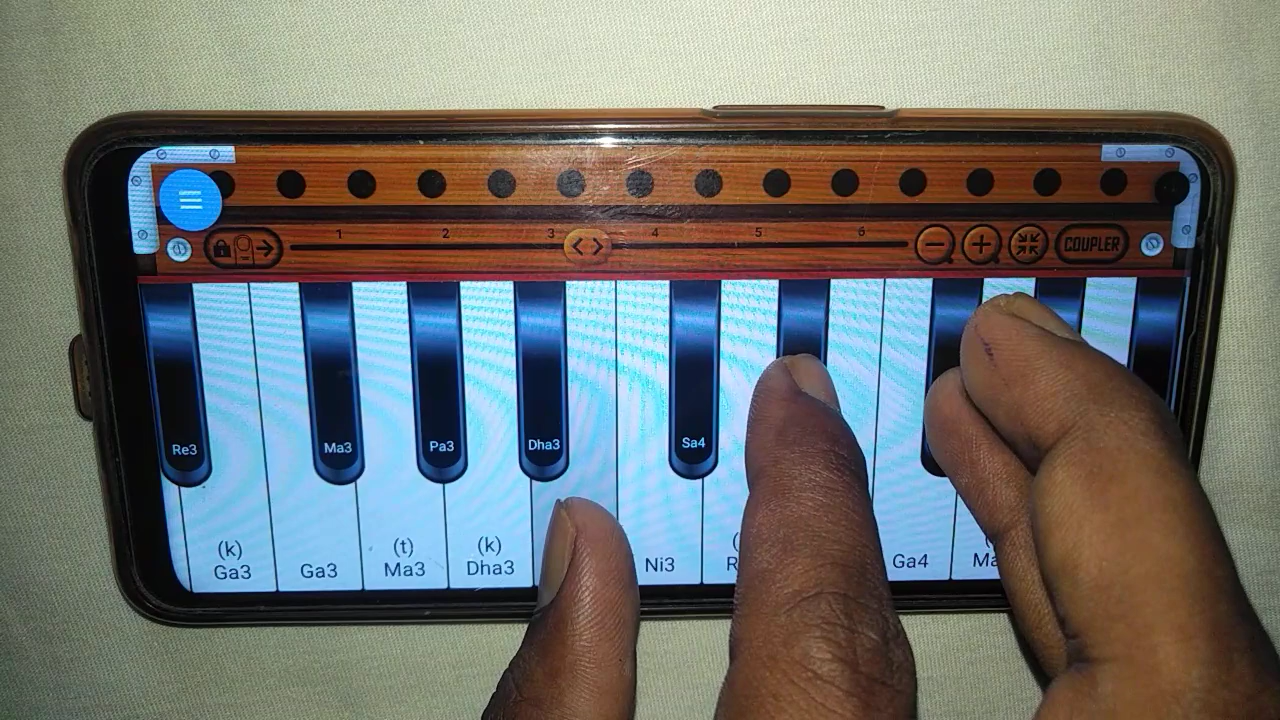 1 2 3 4 5 6
COUPLER
Re3 Ma3 Pa3 Dha3 Sa4
(k) (t) (k)
Ga3 Ga3 Ma3 Dha3 Ni3 Ga4